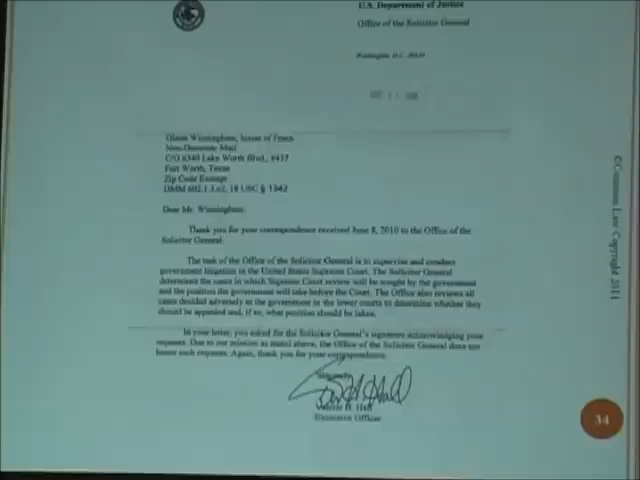 U.S. Department of Justice
Office of the Solicitor General
Washington, D.C. 20530
Glenn Winningham, house of Fearn
Non-Domestic Mail
C/O 6340 Lake Worth Blvd., #437
Fort Worth, Texas
Zip Code Exempt
DMM 602.1.3.e2, 18 USC § 1342
Dear Mr. Winningham:
Thank you for your correspondence received June 8, 2010 to the Office of the
Solicitor General.
The task of the Office of the Solicitor General is to supervise and conduct
government litigation in the United States Supreme Court. The Solicitor General
determines the cases in which Supreme Court review will be sought by the government
and the position the government will take before the Court. The Office also reviews all
cases decided adversely to the government in the lower courts to determine whether they
should be appealed and, if so, what position should be taken.
In your letter, you asked for the Solicitor General's signature acknowledging your
requests. Due to our mission as stated above, the Office of the Solicitor General does not
honor such requests. Again, thank you for your correspondence.
Sincerely,
Valerie H. Hall
Executive Officer
©Common Law Copyright 2011
34